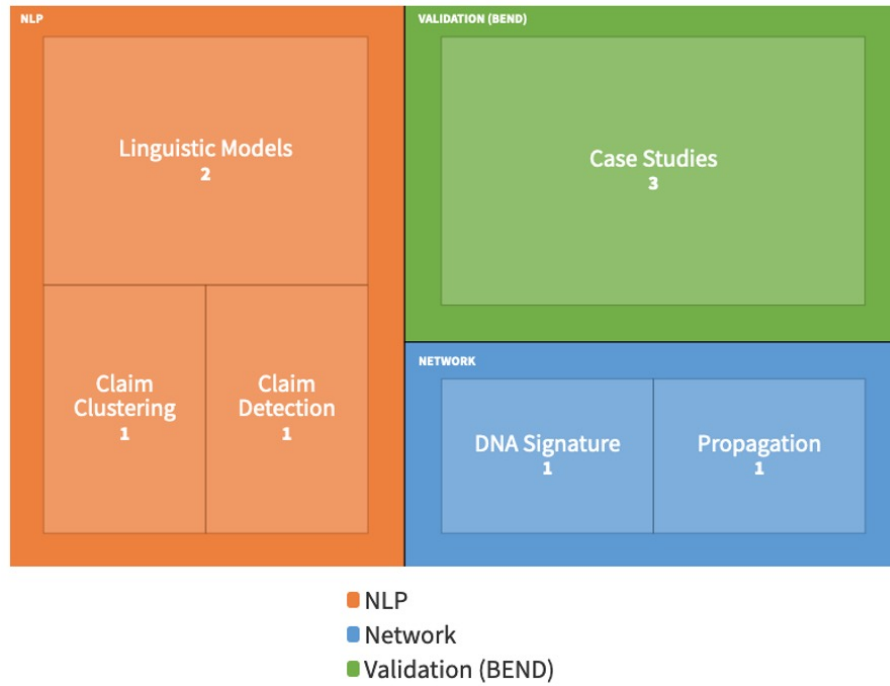 NLP
Linguistic Models
2
Claim
Clustering
1
Claim
Detection
1
VALIDATION (BEND)
Case Studies
3
NETWORK
DNA Signature
1
Propagation
1
NLP
Network
Validation (BEND)